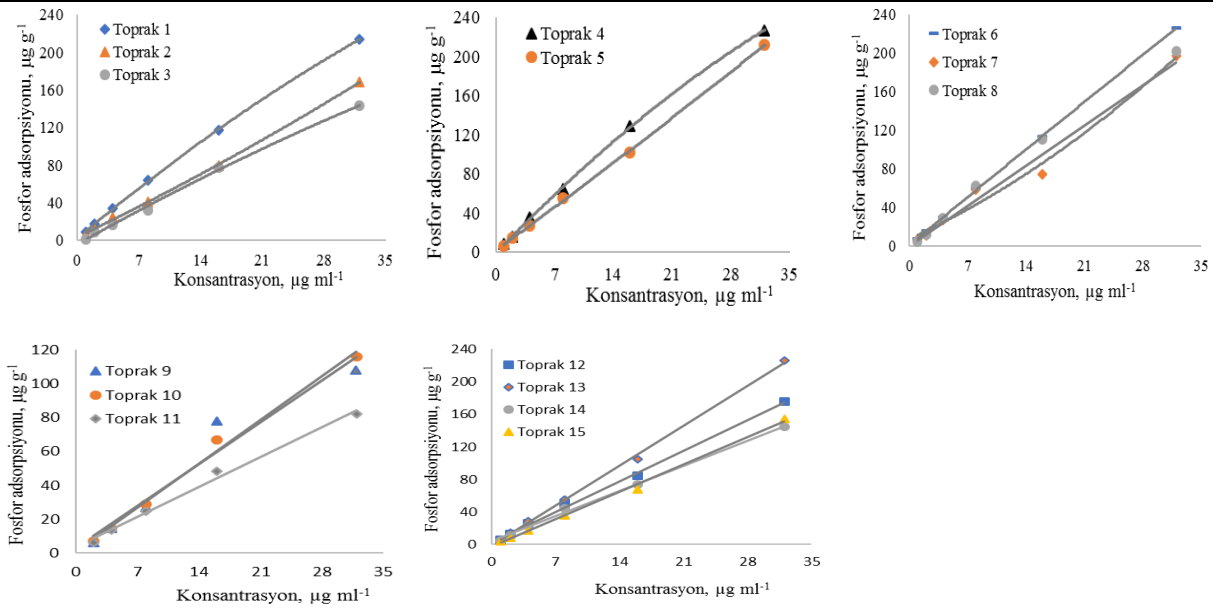 Fosfor adsorpsiyonu, µg g⁻¹
240
200
160
120
80
40
0
Toprak 1
Toprak 2
Toprak 3
0 7 14 21 28 35
Konsantrasyon, µg ml⁻¹
Fosfor adsorpsiyonu, µg g⁻¹
240
200
160
120
80
40
0
Toprak 4
Toprak 5
0 7 14 21 28 35
Konsantrasyon, µg ml⁻¹
Fosfor adsorpsiyonu, µg g⁻¹
240
200
160
120
80
40
0
Toprak 6
Toprak 7
Toprak 8
0 7 14 21 28 35
Konsantrasyon, µg ml⁻¹
Fosfor adsorpsiyonu, µg g⁻¹
120
100
80
60
40
20
0
Toprak 9
Toprak 10
Toprak 11
0 7 14 21 28 35
Konsantrasyon, µg ml⁻¹
Fosfor adsorpsiyonu, µg g⁻¹
240
200
160
120
80
40
0
Toprak 12
Toprak 13
Toprak 14
Toprak 15
0 7 14 21 28 35
Konsantrasyon, µg ml⁻¹